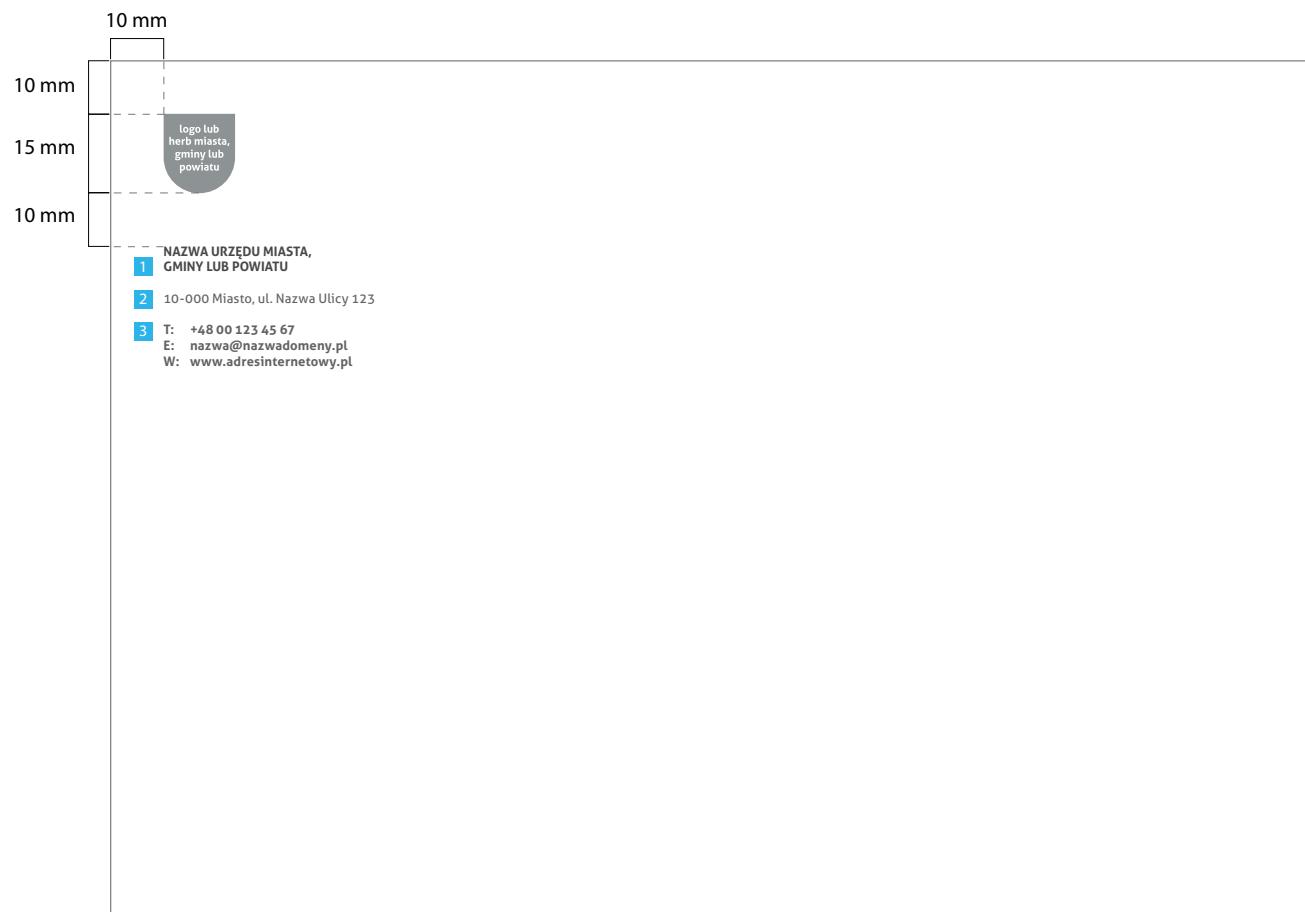 10 mm
10 mm
15 mm
10 mm
logo lub
herb miasta,
gminy lub
powiatu
1 NAZWA URZĘDU MIASTA,
GMINY LUB POWIATU
2 10-000 Miasto, ul. Nazwa Ulicy 123
3 T: +48 00 123 45 67
E: nazwa@nazwadomeny.pl
W: www.adresinternetowy.pl